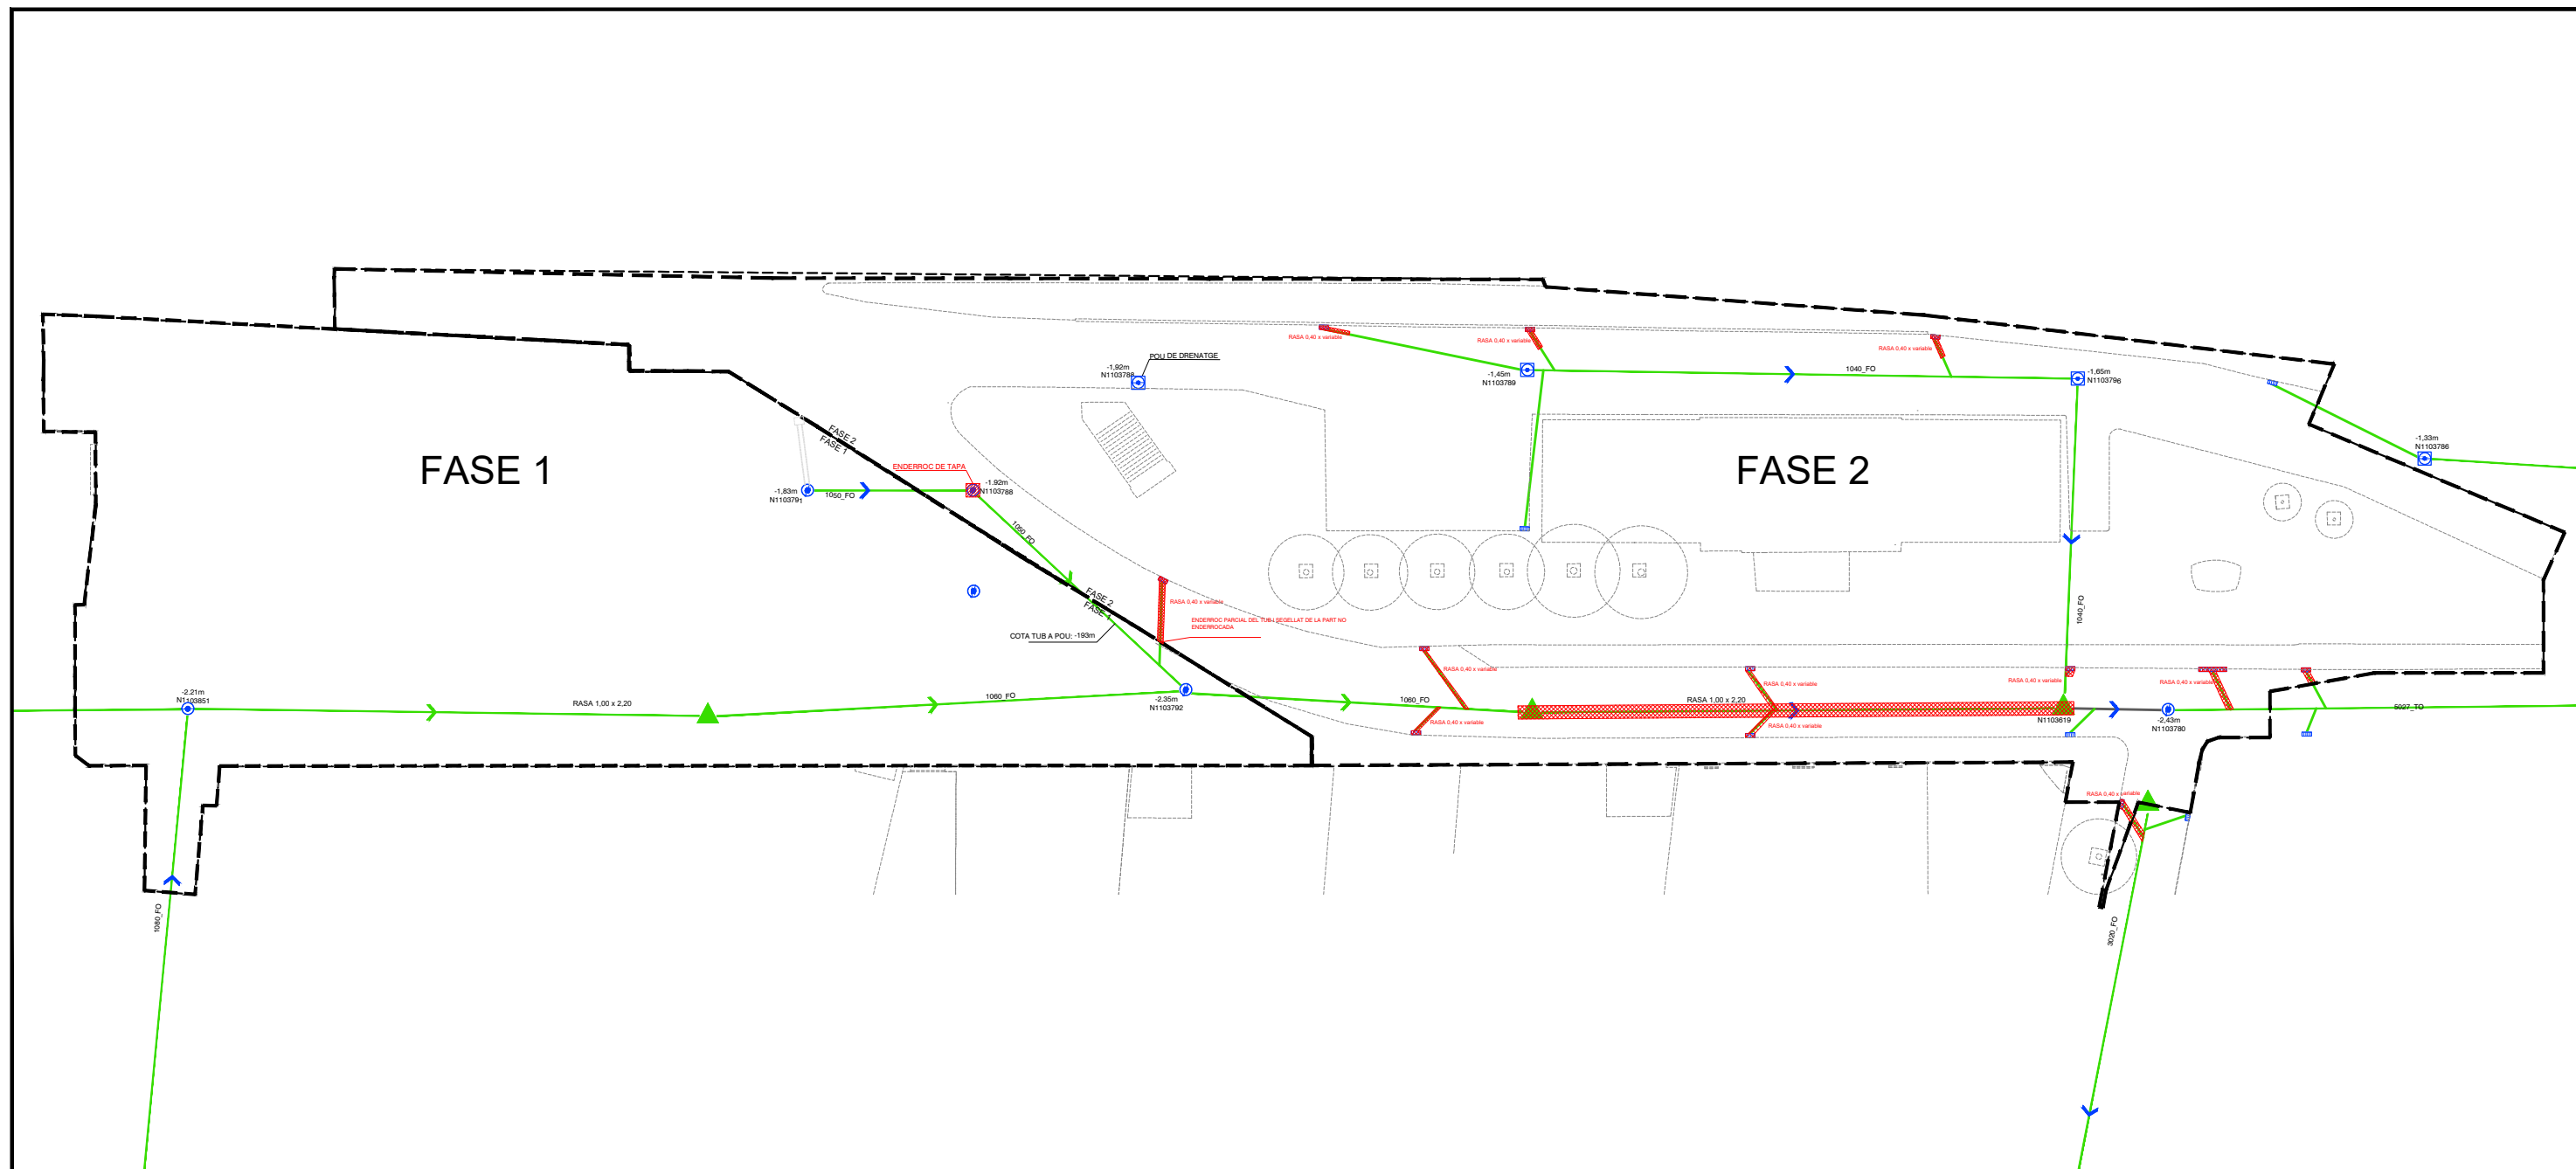 RASA 0,40 x variable
RASA 0,40 x variable
RASA 0,40 x variable
POU DE DRENATGE
-1,92m
N1103788
-1,45m
N1103789
1040_FO
-1,65m
N1103796
FASE 2
FASE 1
-1,33m
N1103786
FASE 1
FASE 2
ENDERROC DE TAPA
-1,83m
N1103791
1050_FO
-1.92m
N1103788
1050_FO
FASE 2
FASE 1
RASA 0,40 x variable
ENDERROC PARCIAL DEL TUB I SEGELLAT DE LA PART NO
ENDERROCADA
COTA TUB A POU: -193m
1040_FO
RASA 0,40 x variable
RASA 0,40 x variable
RASA 0,40 x variable
RASA 0,40 x variable
-2.21m
N1103851
RASA 1,00 x 2,20
1060_FO
-2.35m
N1103792
1060_FO
RASA 1,00 x 2,20
RASA 0,40 x variable
RASA 0,40 x variable
N1103619
-2,43m
N1103780
5027_TO
RASA 0,40 x variable
1080_FO
3020_FO